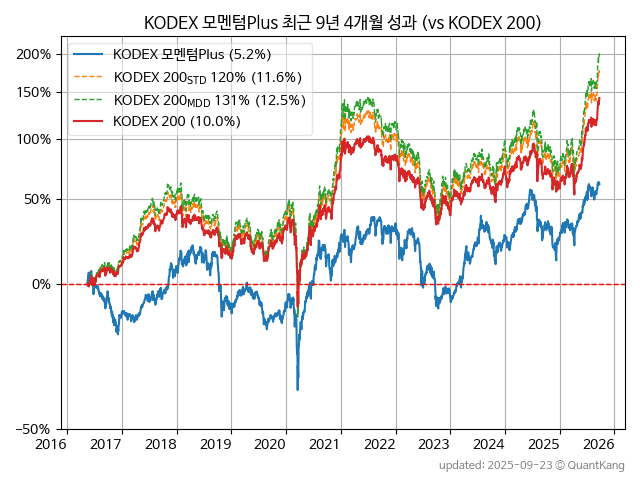 KODEX 모멘텀Plus 최근 9년 4개월 성과 (vs KODEX 200)
KODEX 모멘텀Plus (5.2%)
KODEX 200STD 120% (11.6%)
KODEX 200MDD 131% (12.5%)
KODEX 200 (10.0%)
200%
150%
100%
50%
0%
−50%
2016 2017 2018 2019 2020 2021 2022 2023 2024 2025 2026
updated: 2025-09-23 ⓒ QuantKang